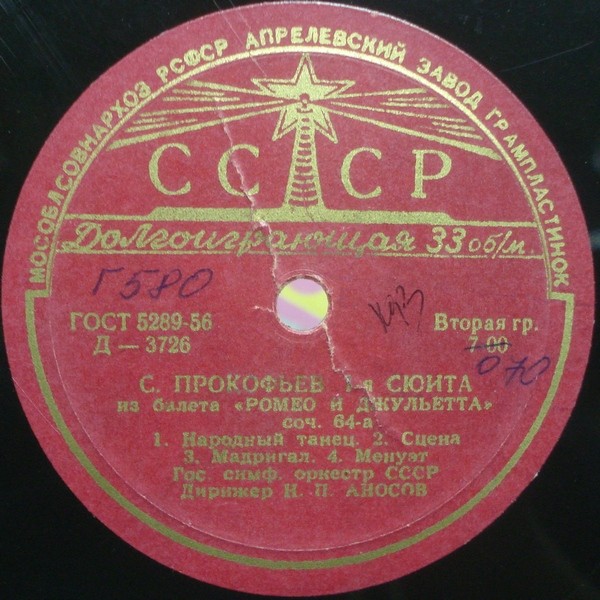 МОСОБЛСОВНАРХОЗ РСФСР АПРЕЛЕВСКИЙ ЗАВОД ГРАМПЛАСТИНОК
СССР
Долгоиграющая 33 об/м.
Г580
ГОСТ 5289-56
Вторая гр.
Д — 3726
7-00
0 70
С. ПРОКОФЬЕВ 1-я СЮИТА
из билета «РОМЕО И ДЖУЛЬЕТТА»
соч. 64-а
1. Народный танец. 2. Сцена
3. Мадригал. 4. Менуэт
Гос. симф. оркестр СССР
Дирижер Н. П. АНОСОВ